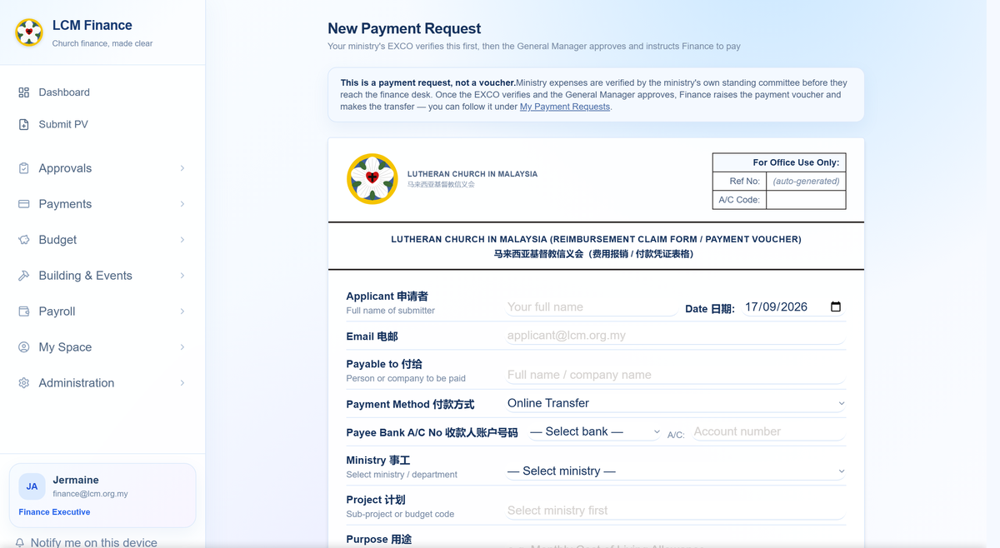 LCM Finance
Church finance, made clear
Dashboard
Submit PV
Approvals
Payments
Budget
Building & Events
Payroll
My Space
Administration
JA
Jermaine
finance@lcm.org.my
Finance Executive
Notify me on this device
New Payment Request
Your ministry's EXCO verifies this first, then the General Manager approves and instructs Finance to pay
This is a payment request, not a voucher.Ministry expenses are verified by the ministry's own standing committee before they
reach the finance desk. Once the EXCO verifies and the General Manager approves, Finance raises the payment voucher and
makes the transfer — you can follow it under My Payment Requests.
LUTHERAN CHURCH IN MALAYSIA
马来西亚基督教信义会
For Office Use Only:
Ref No: (auto-generated)
A/C Code:
LUTHERAN CHURCH IN MALAYSIA (REIMBURSEMENT CLAIM FORM / PAYMENT VOUCHER)
马来西亚基督教信义会（费用报销 / 付款凭证表格）
Applicant 申请者
Full name of submitter
Your full name
Date 日期:
17/09/2026
Email 电邮
applicant@lcm.org.my
Payable to 付给
Person or company to be paid
Full name / company name
Payment Method 付款方式
Online Transfer
Payee Bank A/C No 收款人账户号码
— Select bank —
A/C:
Account number
Ministry 事工
Select ministry / department
— Select ministry —
Project 计划
Sub-project or budget code
Select ministry first
Purpose 用途